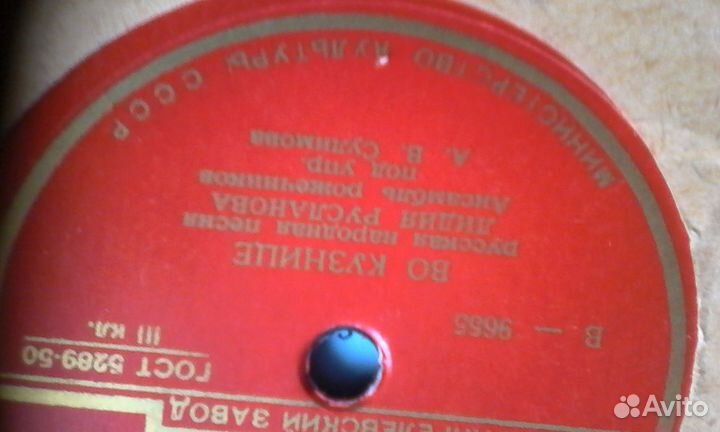 ЗАВОД
ГОСТ 5289-50
III кл.
В — 9655
ВО КУЗНИЦЕ
русская народная песня
ЛИДИЯ РУСЛАНОВА
Ансамбль рожечников
под упр.
А. В. Сулимова
МИНИСТЕРСТВО КУЛЬТУРЫ СССР
Avito